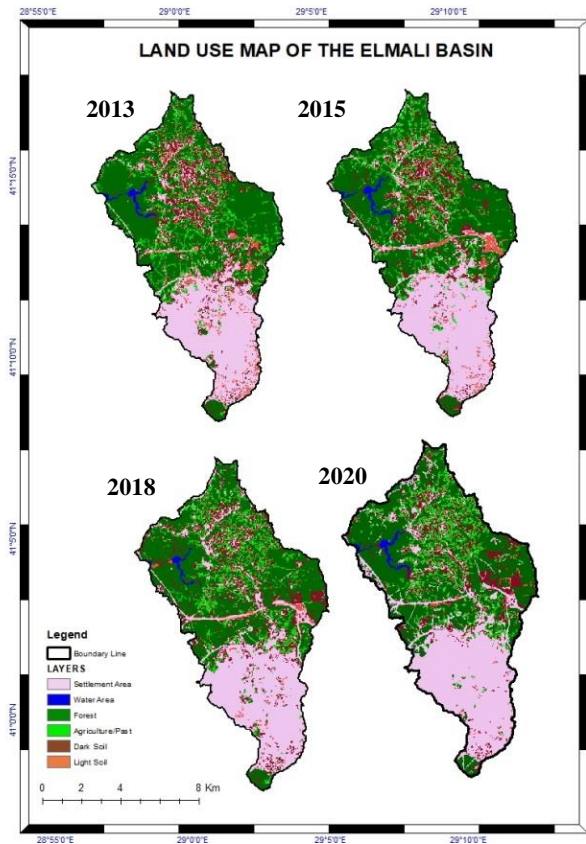 28°55'0"E 29°0'0"E 29°5'0"E 29°10'0"E
LAND USE MAP OF THE ELMALI BASIN
2013 2015
41°15'0"N
41°10'0"N
2018 2020
41°5'0"N
41°0'0"N
Legend
Boundary Line
LAYERS
Settlement Area
Water Area
Forest
Agriculture/Past
Dark Soil
Light Soil
0 2 4 8 Km
28°55'0"E 29°0'0"E 29°5'0"E 29°10'0"E